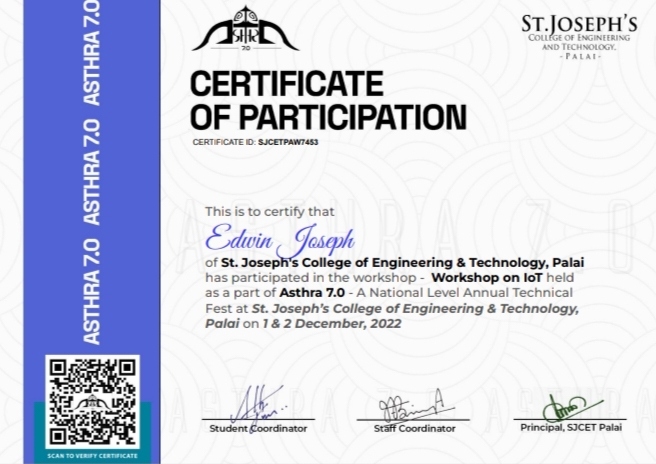 ASTHRA 7.0 ASTHRA 7.0 ASTHRA 7.0
7.0
ST.JOSEPH'S
COLLEGE OF ENGINEERING
AND TECHNOLOGY,
- PALAI -
CERTIFICATE
OF PARTICIPATION
CERTIFICATE ID: SJCETPAW7453
This is to certify that
Edwin Joseph
of St. Joseph's College of Engineering & Technology, Palai
has participated in the workshop - Workshop on IoT held
as a part of Asthra 7.0 - A National Level Annual Technical
Fest at St. Joseph's College of Engineering & Technology,
Palai on 1 & 2 December, 2022
ASTHRA 7.0
Student Coordinator
Staff Coordinator
Principal, SJCET Palai
SCAN TO VERIFY CERTIFICATE